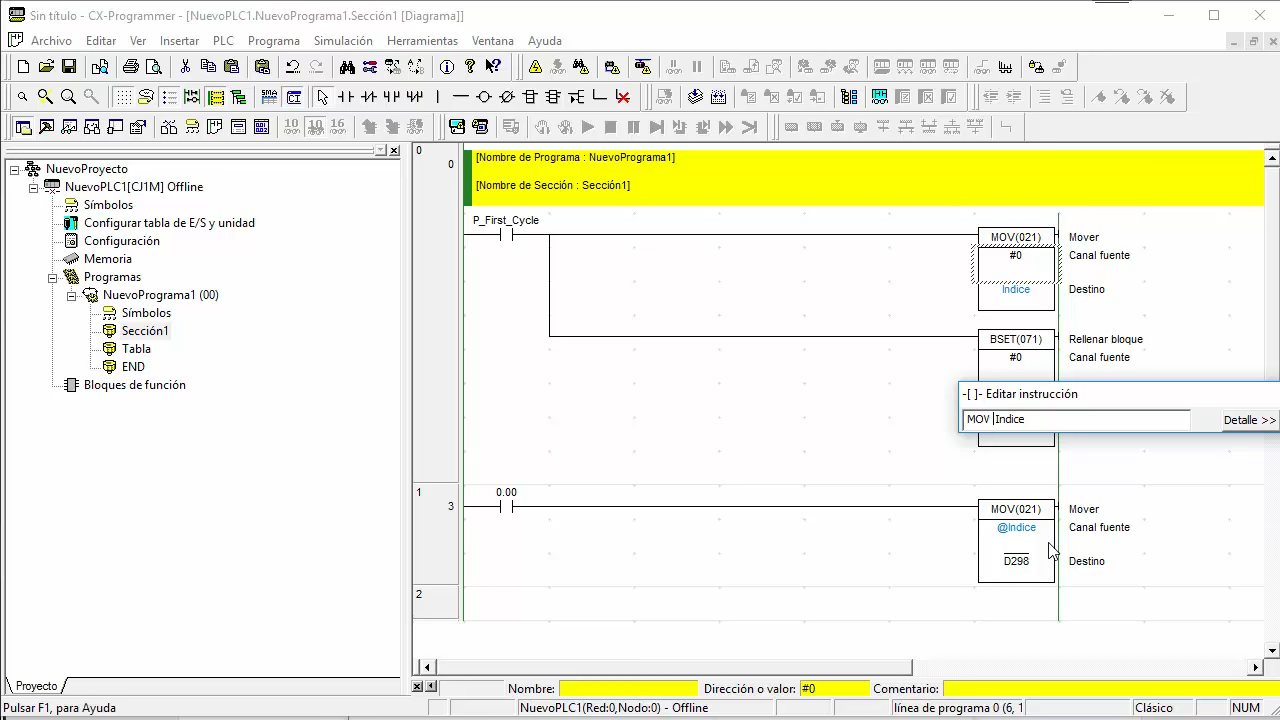 Sin título - CX-Programmer - [NuevoPLC1.NuevoPrograma1.Sección1 [Diagrama]]
Archivo Editar Ver Insertar PLC Programa Simulación Herramientas Ventana Ayuda
10 10 16
NuevoProyecto
NuevoPLC1[CJ1M] Offline
Símbolos
Configurar tabla de E/S y unidad
Configuración
Memoria
Programas
NuevoPrograma1 (00)
Símbolos
Sección1
Tabla
END
Bloques de función
Proyecto
0
0
[Nombre de Programa : NuevoPrograma1]
[Nombre de Sección : Sección1]
P_First_Cycle
MOV(021) Mover
#0 Canal fuente
Indice Destino
BSET(071) Rellenar bloque
#0 Canal fuente
-[ ]- Editar instrucción
MOV Indice Detalle >>
1
3
0.00
MOV(021) Mover
@Indice Canal fuente
D298 Destino
2
Nombre: Dirección o valor: #0 Comentario:
Pulsar F1, para Ayuda NuevoPLC1(Red:0,Nodo:0) - Offline línea de programa 0 (6, 1 Clásico NUM